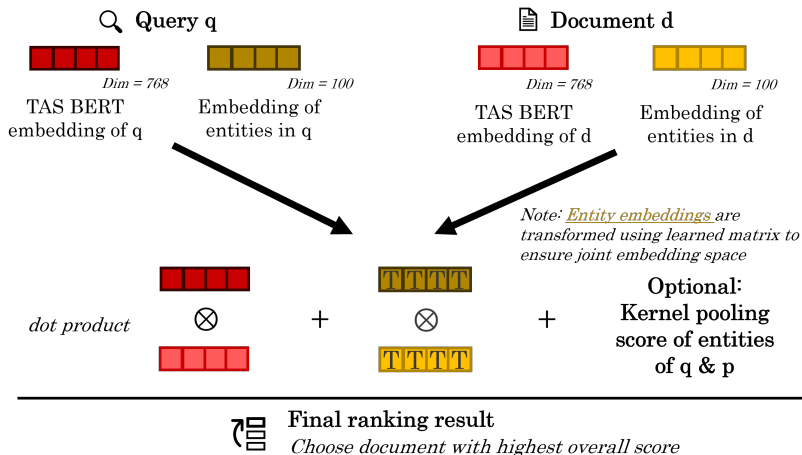 Query q
Document d
Dim = 768
Dim = 100
Dim = 768
Dim = 100
TAS BERT
embedding of q
Embedding of
entities in q
TAS BERT
embedding of d
Embedding of
entities in d
Note: Entity embeddings are
transformed using learned matrix to
ensure joint embedding space
T T T T
dot product
+
+
T T T T
Optional:
Kernel pooling
score of entities
of q & p
Final ranking result
Choose document with highest overall score